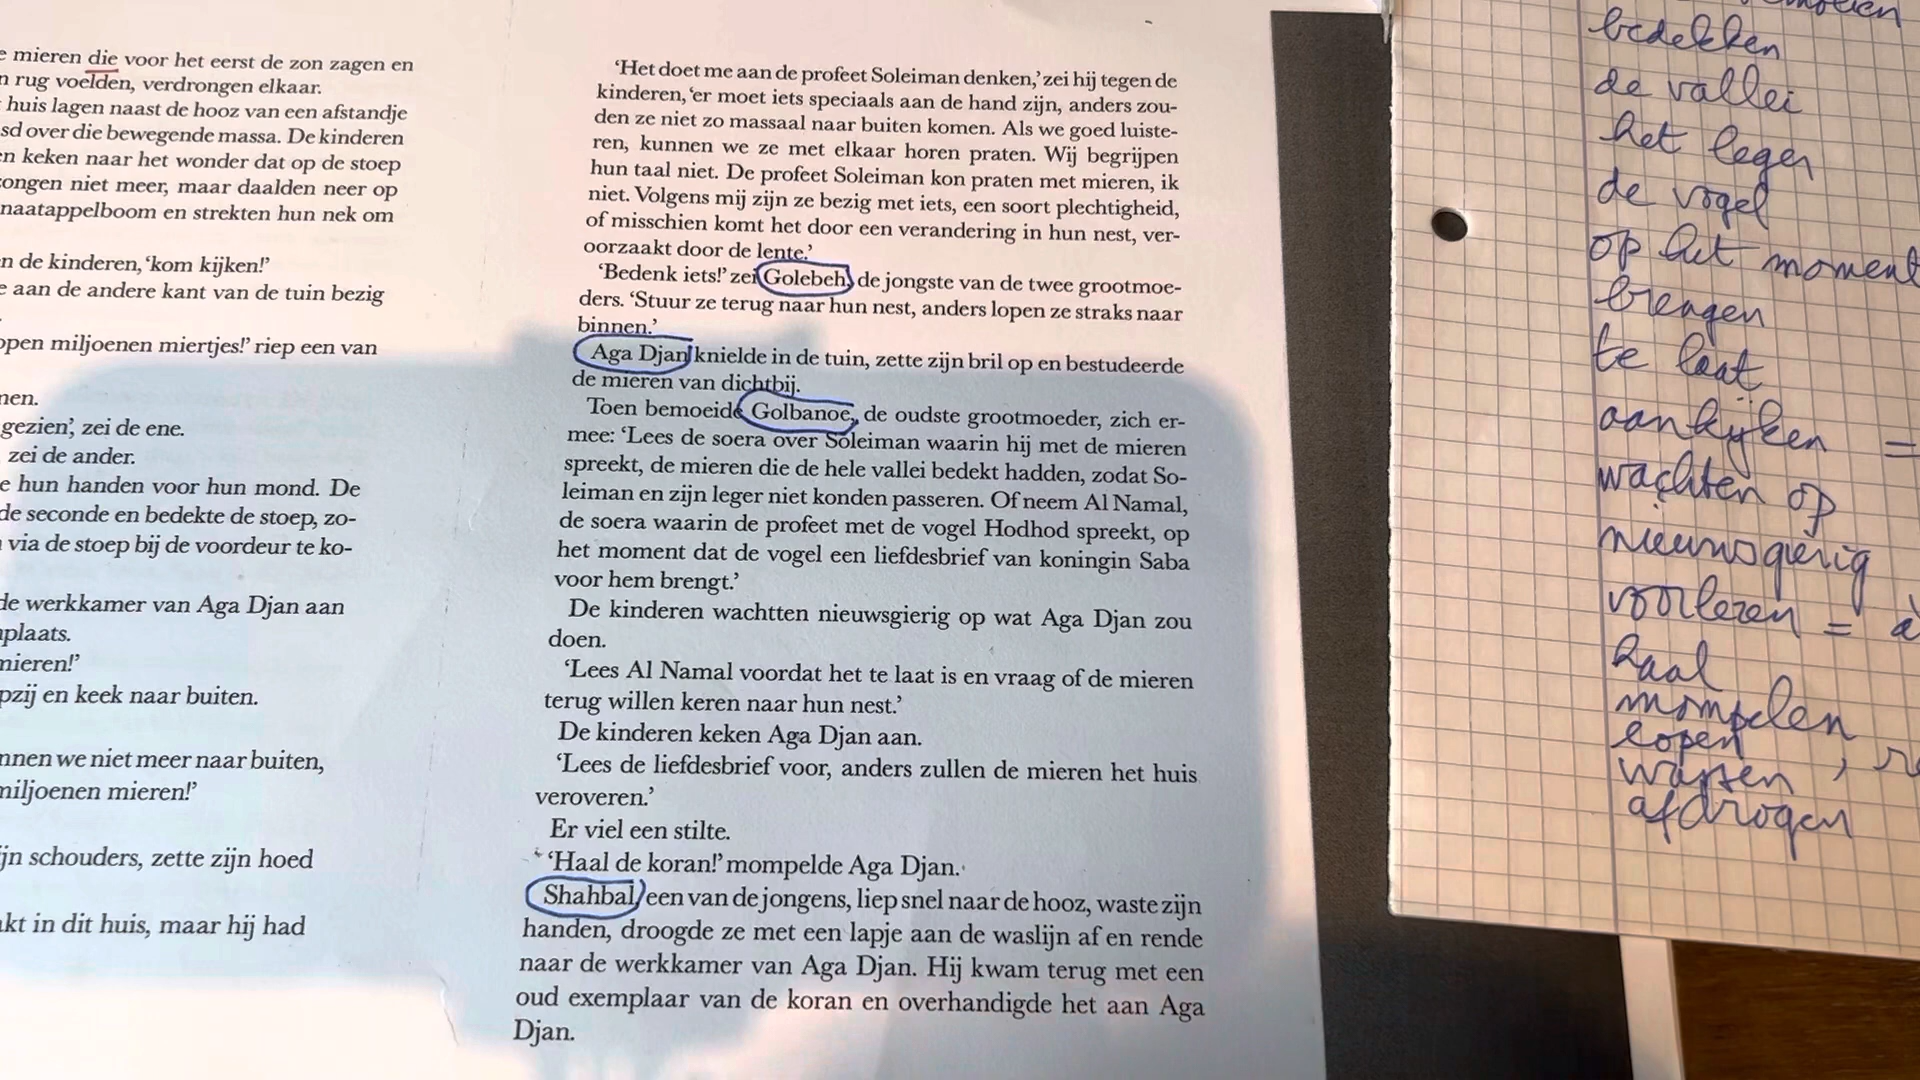 mieren die voor het eerst de zon zagen en
rug voelden, verdrongen elkaar.
huis lagen naast de hooz van een afstandje
sd over die bewegende massa. De kinderen
en keken naar het wonder dat op de stoep
ongen niet meer, maar daalden neer op
naatappelboom en strekten hun nek om
n de kinderen, ‘kom kijken!’
e aan de andere kant van de tuin bezig
open miljoenen miertjes!’ riep een van
nen.
gezien’, zei de ene.
zei de ander.
e hun handen voor hun mond. De
de seconde en bedekte de stoep, zo-
via de stoep bij de voordeur te ko-
de werkkamer van Aga Djan aan
plaats.
mieren!’
pzij en keek naar buiten.
nnen we niet meer naar buiten,
miljoenen mieren!’
jn schouders, zette zijn hoed
akt in dit huis, maar hij had
‘Het doet me aan de profeet Soleiman denken,’ zei hij tegen de
kinderen, ‘er moet iets speciaals aan de hand zijn, anders zou-
den ze niet zo massaal naar buiten komen. Als we goed luiste-
ren, kunnen we ze met elkaar horen praten. Wij begrijpen
hun taal niet. De profeet Soleiman kon praten met mieren, ik
niet. Volgens mij zijn ze bezig met iets, een soort plechtigheid,
of misschien komt het door een verandering in hun nest, ver-
oorzaakt door de lente.’
‘Bedenk iets!’ zei Golebeh, de jongste van de twee grootmoe-
ders. ‘Stuur ze terug naar hun nest, anders lopen ze straks naar
binnen.’
Aga Djan knielde in de tuin, zette zijn bril op en bestudeerde
de mieren van dichtbij.
Toen bemoeide Golbanoe, de oudste grootmoeder, zich er-
mee: ‘Lees de soera over Soleiman waarin hij met de mieren
spreekt, de mieren die de hele vallei bedekt hadden, zodat So-
leiman en zijn leger niet konden passeren. Of neem Al Namal,
de soera waarin de profeet met de vogel Hodhod spreekt, op
het moment dat de vogel een liefdesbrief van koningin Saba
voor hem brengt.’
De kinderen wachtten nieuwsgierig op wat Aga Djan zou
doen.
‘Lees Al Namal voordat het te laat is en vraag of de mieren
terug willen keren naar hun nest.’
De kinderen keken Aga Djan aan.
‘Lees de liefdesbrief voor, anders zullen de mieren het huis
veroveren.’
Er viel een stilte.
‘Haal de koran!’ mompelde Aga Djan.
Shahbal, een van de jongens, liep snel naar de hooz, waste zijn
handen, droogde ze met een lapje aan de waslijn af en rende
naar de werkkamer van Aga Djan. Hij kwam terug met een
oud exemplaar van de koran en overhandigde het aan Aga
Djan.
bedekken
de vallei
het leger
de vogel
op het moment
brengen
te laat
aankijken =
wachten op
nieuwsgierig
voorlezen = à
haal
mompelen
lopen
wassen , r
afdrogen